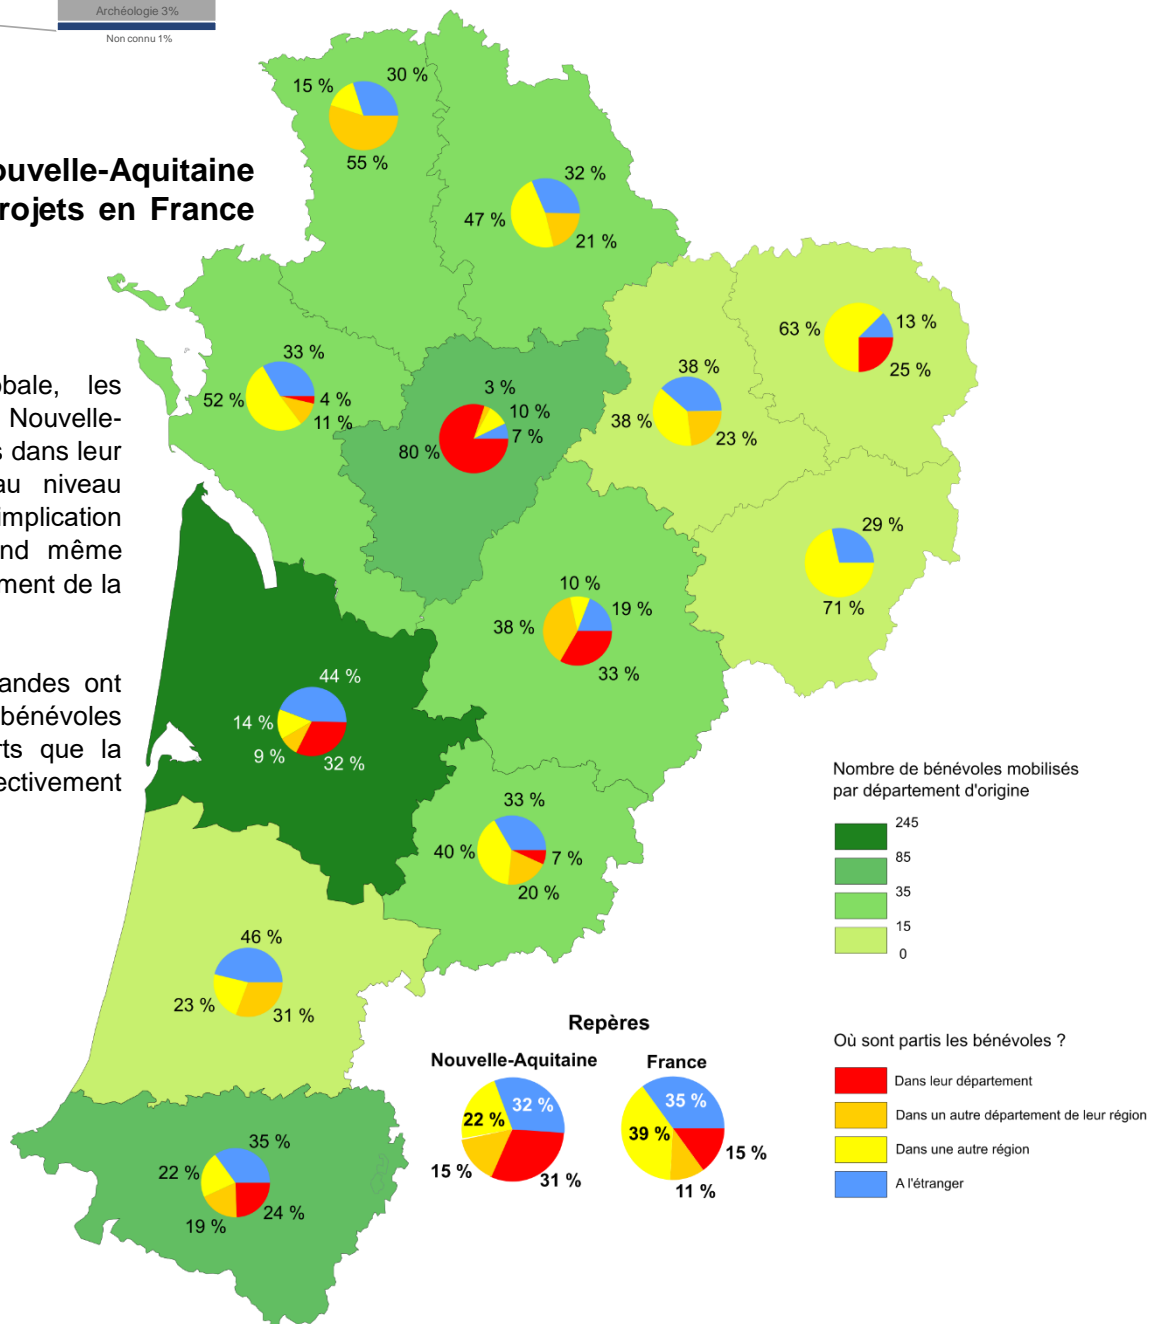 Archéologie 3%
Non connu 1%
ouvelle-Aquitaine
rojets en France
obale, les
Nouvelle-
s dans leur
au niveau
implication
nd même
ment de la
andes ont
bénévoles
rts que la
ectivement
15 %
30 %
55 %
32 %
47 %
21 %
63 %
13 %
25 %
33 %
52 %
4 %
11 %
3 %
10 %
7 %
80 %
38 %
38 %
23 %
29 %
71 %
10 %
19 %
38 %
33 %
44 %
14 %
9 %
32 %
33 %
40 %
7 %
20 %
46 %
23 %
31 %
35 %
22 %
19 %
24 %
Nombre de bénévoles mobilisés
par département d'origine
245
85
35
15
0
Repères
Nouvelle-Aquitaine
32 %
22 %
15 %
31 %
France
35 %
39 %
15 %
11 %
Où sont partis les bénévoles ?
Dans leur département
Dans un autre département de leur région
Dans une autre région
A l'étranger